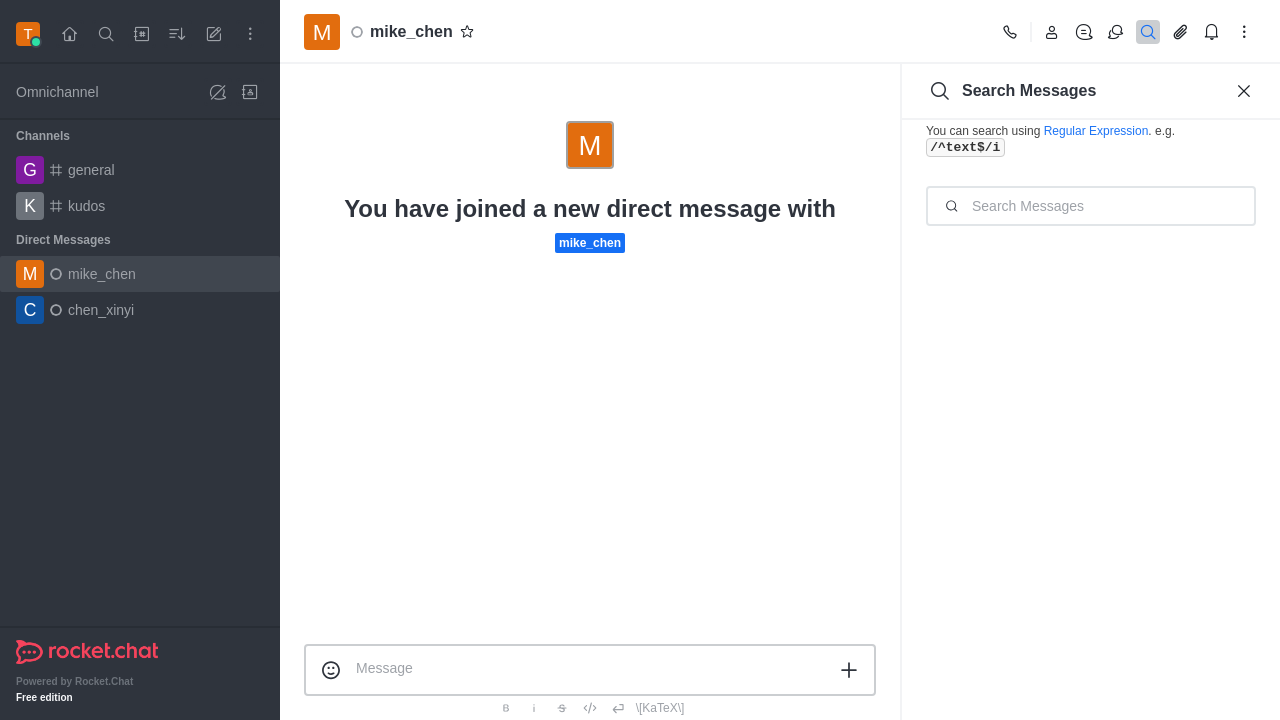 T
Omnichannel
Channels
G general
K kudos
Direct Messages
M mike_chen
C chen_xinyi
rocket.chat
Powered by Rocket.Chat
Free edition
M mike_chen
M
You have joined a new direct message with
mike_chen
Message
B i S \[KaTeX\]
Search Messages
You can search using Regular Expression. e.g.
/^text$/i
Search Messages